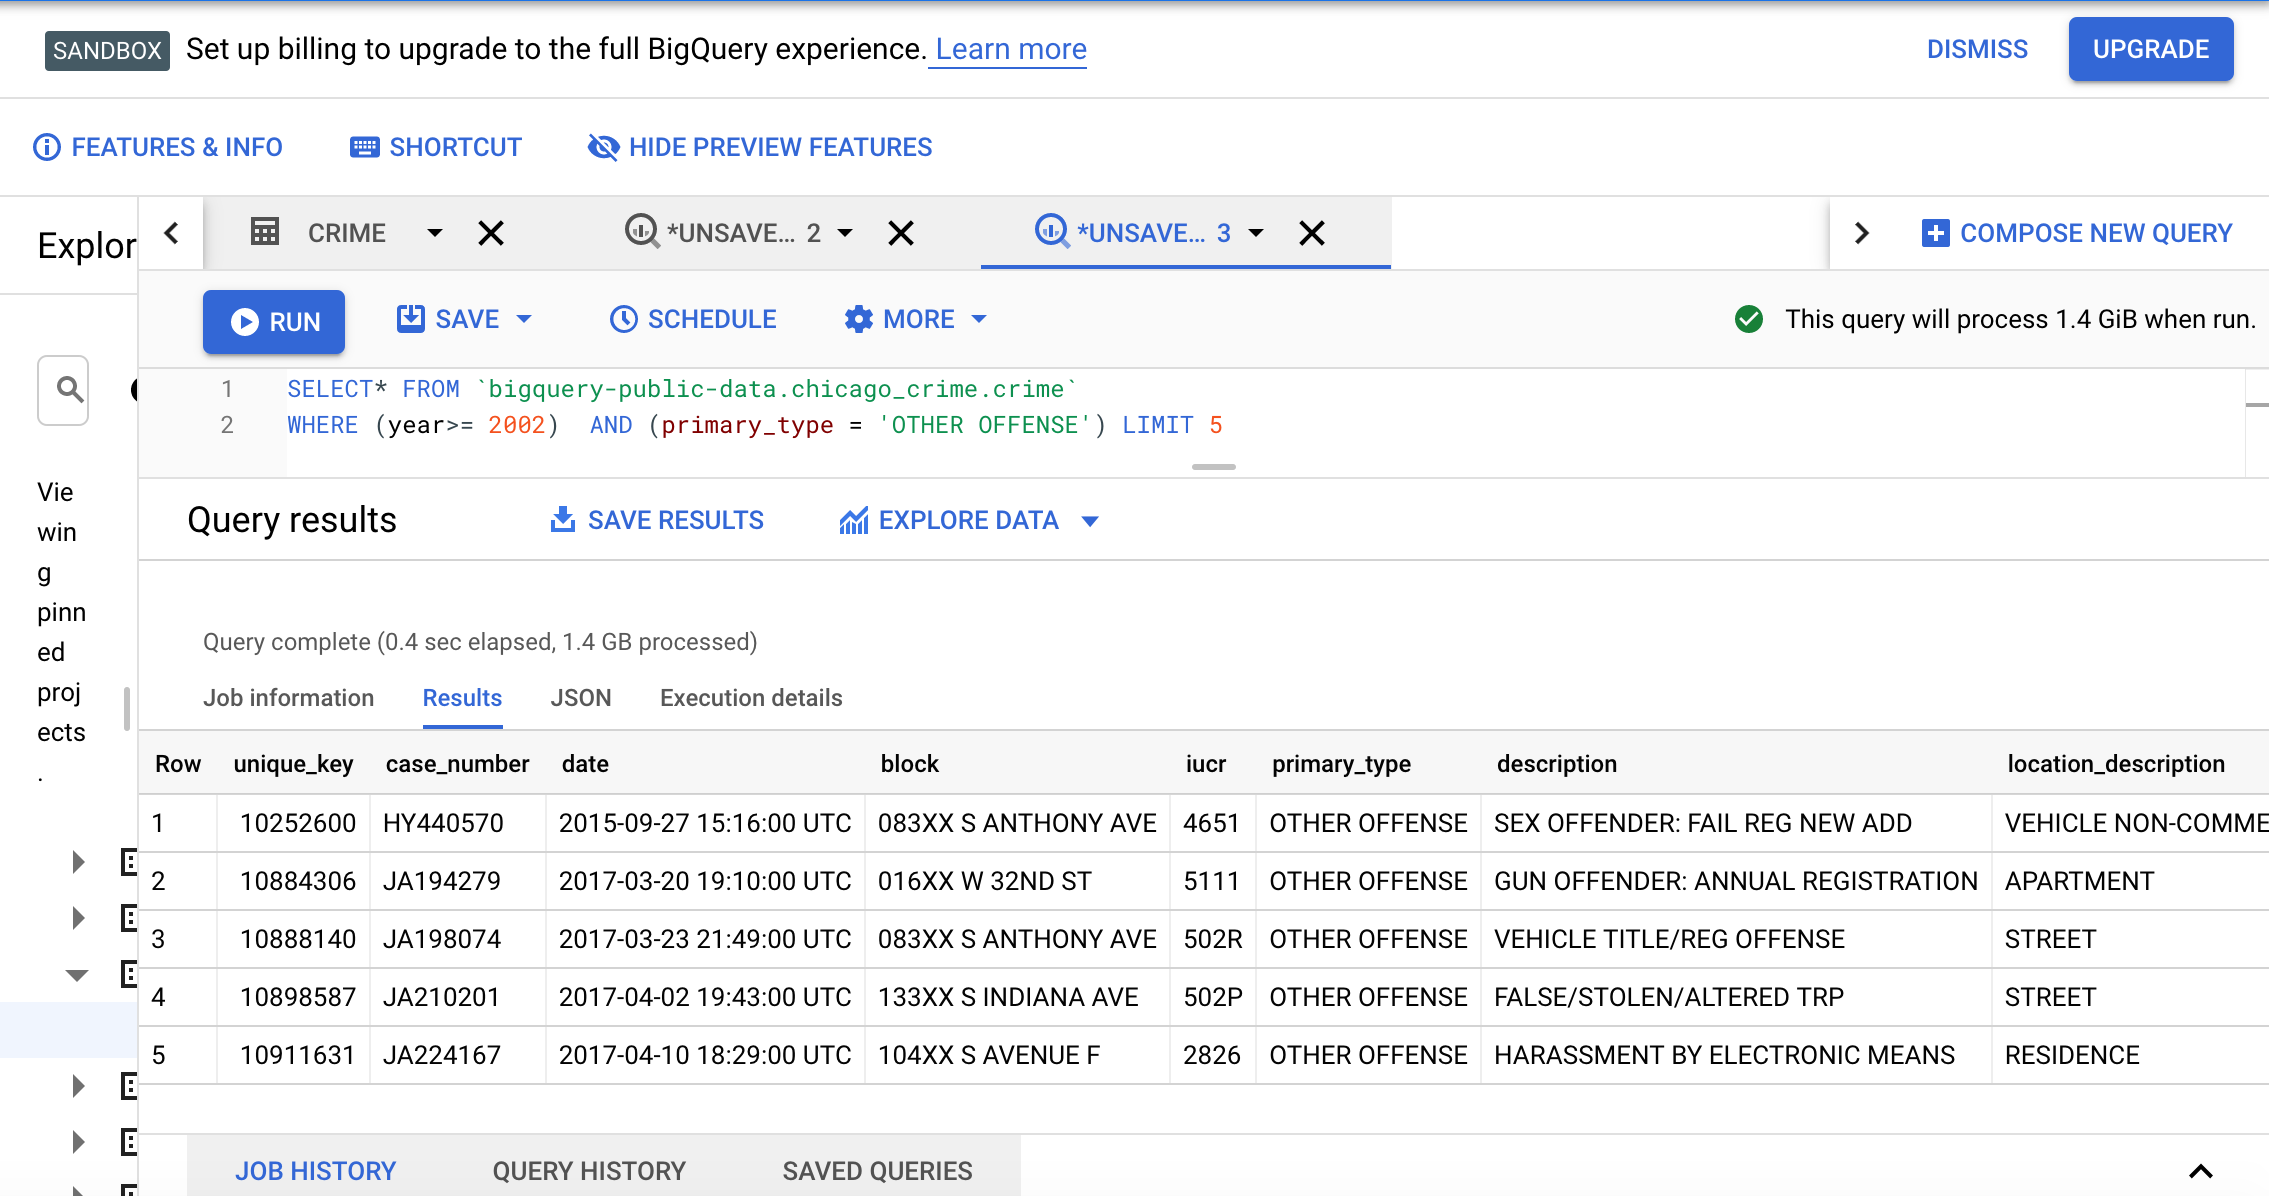 SANDBOX Set up billing to upgrade to the full BigQuery experience. Learn more DISMISS UPGRADE
FEATURES & INFO SHORTCUT HIDE PREVIEW FEATURES
Explor CRIME *UNSAVE... 2 *UNSAVE... 3 COMPOSE NEW QUERY
RUN SAVE SCHEDULE MORE This query will process 1.4 GiB when run.
1 SELECT* FROM `bigquery-public-data.chicago_crime.crime`
2 WHERE (year>= 2002)  AND (primary_type = 'OTHER OFFENSE') LIMIT 5
Vie
win
g
pinn
ed
proj
ects
.
Query results SAVE RESULTS EXPLORE DATA
Query complete (0.4 sec elapsed, 1.4 GB processed)
Job information Results JSON Execution details
Row unique_key case_number date block iucr primary_type description location_description
1 10252600 HY440570 2015-09-27 15:16:00 UTC 083XX S ANTHONY AVE 4651 OTHER OFFENSE SEX OFFENDER: FAIL REG NEW ADD VEHICLE NON-COMME
2 10884306 JA194279 2017-03-20 19:10:00 UTC 016XX W 32ND ST 5111 OTHER OFFENSE GUN OFFENDER: ANNUAL REGISTRATION APARTMENT
3 10888140 JA198074 2017-03-23 21:49:00 UTC 083XX S ANTHONY AVE 502R OTHER OFFENSE VEHICLE TITLE/REG OFFENSE STREET
4 10898587 JA210201 2017-04-02 19:43:00 UTC 133XX S INDIANA AVE 502P OTHER OFFENSE FALSE/STOLEN/ALTERED TRP STREET
5 10911631 JA224167 2017-04-10 18:29:00 UTC 104XX S AVENUE F 2826 OTHER OFFENSE HARASSMENT BY ELECTRONIC MEANS RESIDENCE
JOB HISTORY QUERY HISTORY SAVED QUERIES